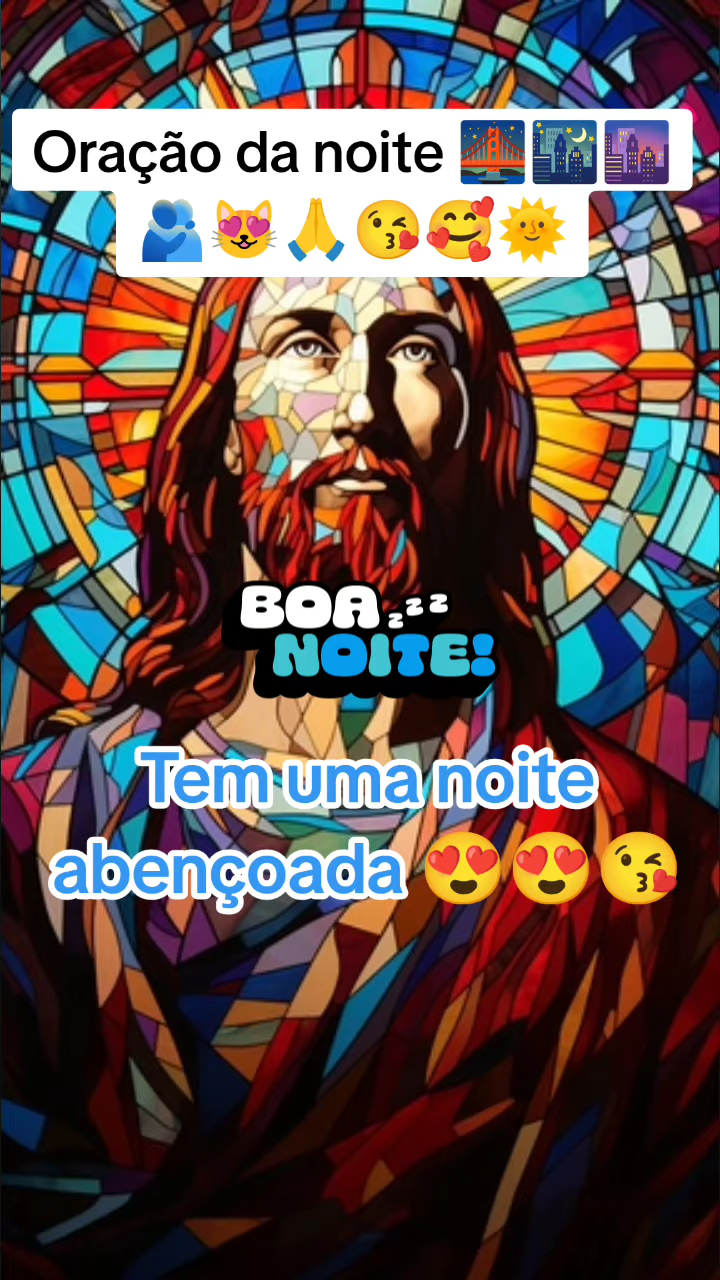 Oração da noite 🌉🌃🌆
🫂😻🙏😘🥰🌞
BOA zzz
NOITE!
Tem uma noite
abençoada 😍😍😘